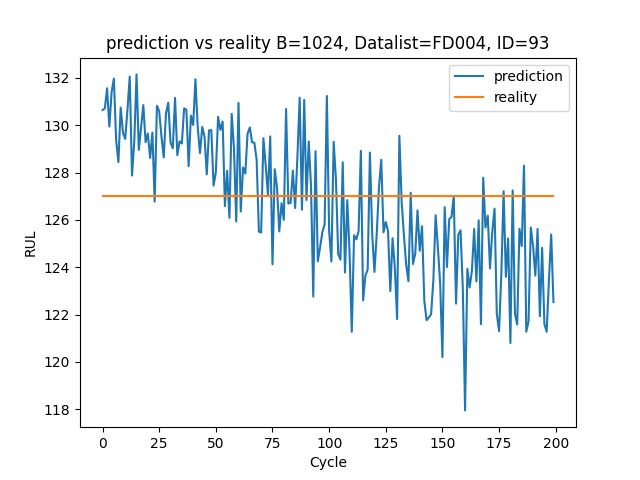 prediction vs reality B=1024, Datalist=FD004, ID=93
prediction
reality
RUL
132
130
128
126
124
122
120
118
0 25 50 75 100 125 150 175 200
Cycle